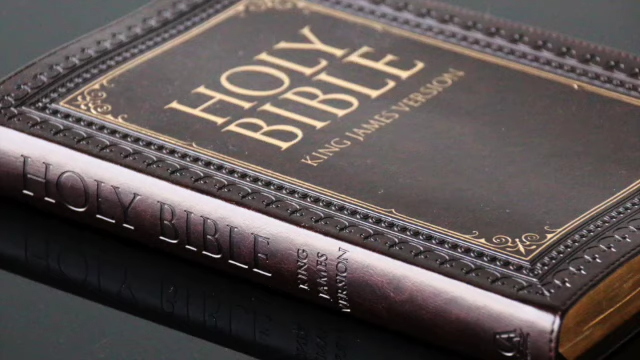 HOLY
BIBLE
KING JAMES VERSION
HOLY BIBLE
KING
JAMES
VERSION